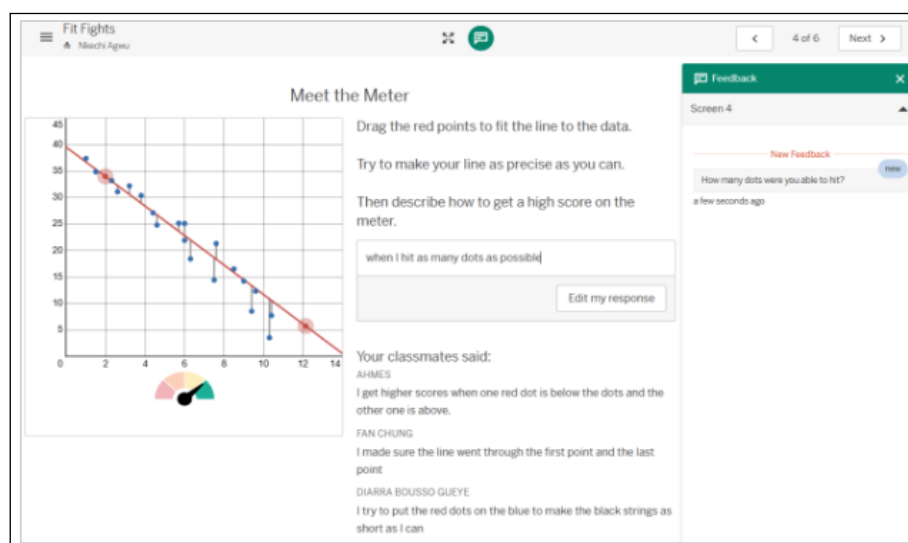 Fit Fights
Nkechi Agwu
4 of 6
Next >
Meet the Meter
Drag the red points to fit the line to the data.
Try to make your line as precise as you can.
Then describe how to get a high score on the
meter.
when I hit as many dots as possible
Edit my response
Your classmates said:
AHMES
I get higher scores when one red dot is below the dots and the
other one is above.
FAN CHUNG
I made sure the line went through the first point and the last
point
DIARRA BOUSSO GUEYE
I try to put the red dots on the blue to make the black strings as
short as I can
45
40
35
30
25
20
15
10
5
0 2 4 6 8 10 12 14
Feedback
Screen 4
New Feedback
new
How many dots were you able to hit?
a few seconds ago